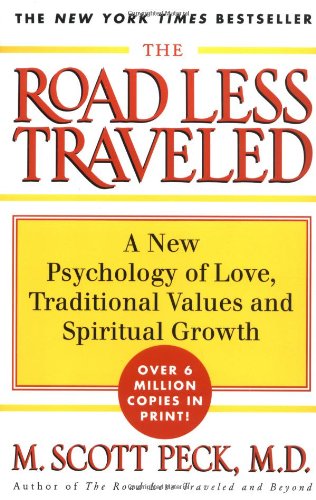 THE NEW YORK TIMES BESTSELLER
THE
ROAD LESS
TRAVELED
A New
Psychology of Love,
Traditional Values and
Spiritual Growth
OVER 6
MILLION
COPIES IN
PRINT!
M. SCOTT PECK, M.D.
Author of The Road Less Traveled and Beyond